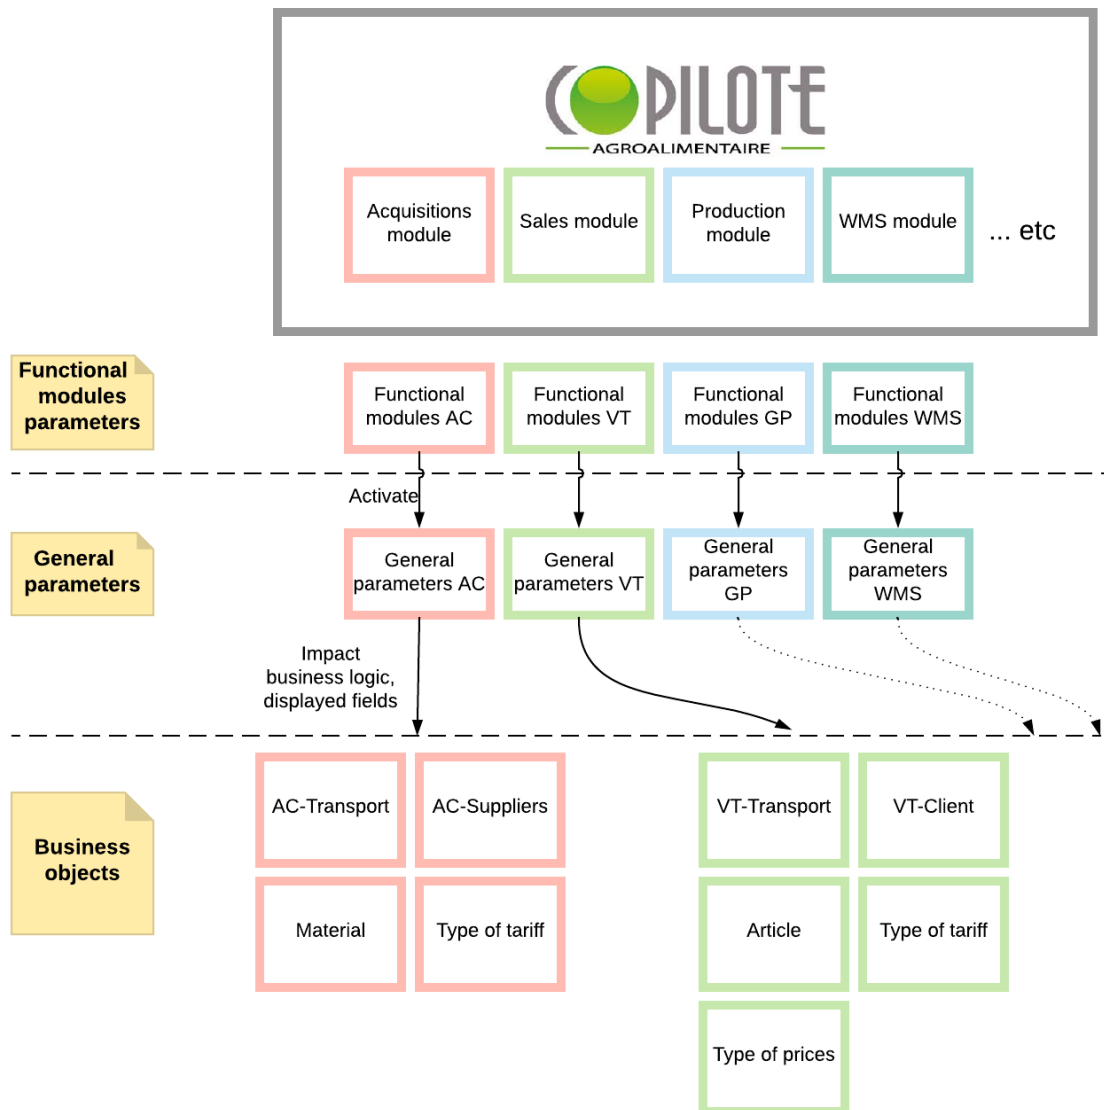 COPILOTE
AGROALIMENTAIRE
Acquisitions
module
Sales module
Production
module
WMS module
... etc
Functional
modules
parameters
Functional
modules AC
Functional
modules VT
Functional
modules GP
Functional
modules WMS
Activate
General
parameters
General
parameters AC
General
parameters VT
General
parameters
GP
General
parameters
WMS
Impact
business logic,
displayed fields
Business
objects
AC-Transport
AC-Suppliers
VT-Transport
VT-Client
Material
Type of tariff
Article
Type of tariff
Type of prices